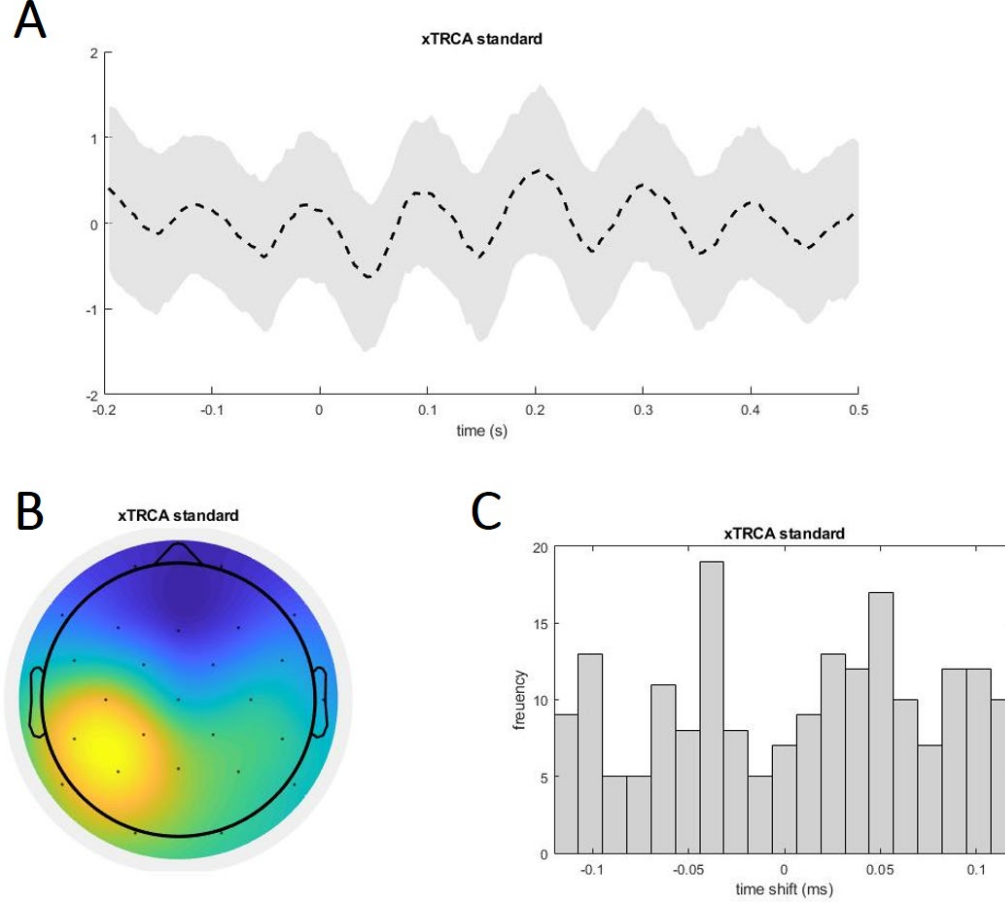 A
xTRCA standard
2
1
0
-1
-2
-0.2 -0.1 0 0.1 0.2 0.3 0.4 0.5
time (s)
B
xTRCA standard
C
xTRCA standard
20
15
10
5
0
freuency
-0.1 -0.05 0 0.05 0.1
time shift (ms)